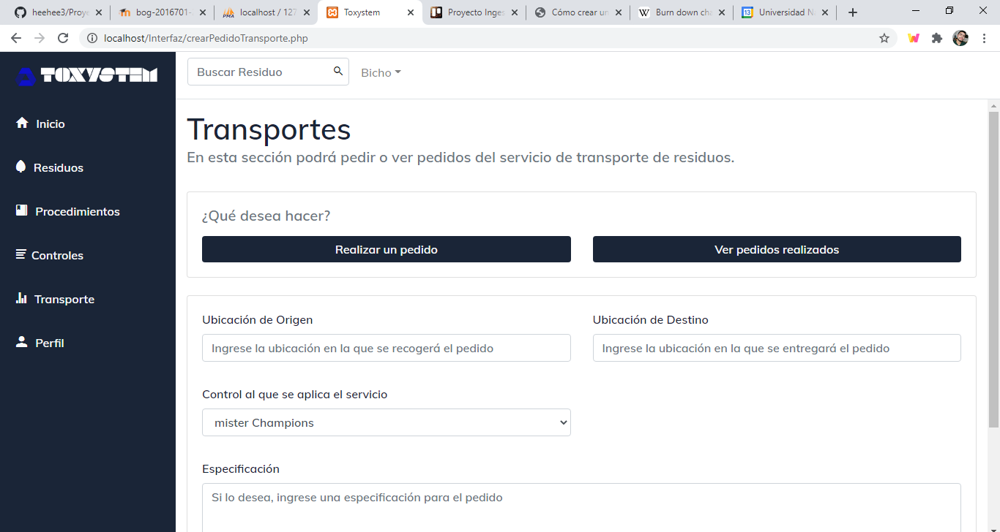 heehee3/Proye
bog-2016701-
localhost / 127
Toxystem
Proyecto Inges
Cómo crear un
Burn down cha
Universidad Na
localhost/Interfaz/crearPedidoTransporte.php
TOXYSTEM
Buscar Residuo
Bicho
Inicio
Residuos
Procedimientos
Controles
Transporte
Perfil
Transportes
En esta sección podrá pedir o ver pedidos del servicio de transporte de residuos.
¿Qué desea hacer?
Realizar un pedido
Ver pedidos realizados
Ubicación de Origen
Ubicación de Destino
Ingrese la ubicación en la que se recogerá el pedido
Ingrese la ubicación en la que se entregará el pedido
Control al que se aplica el servicio
mister Champions
Especificación
Si lo desea, ingrese una especificación para el pedido